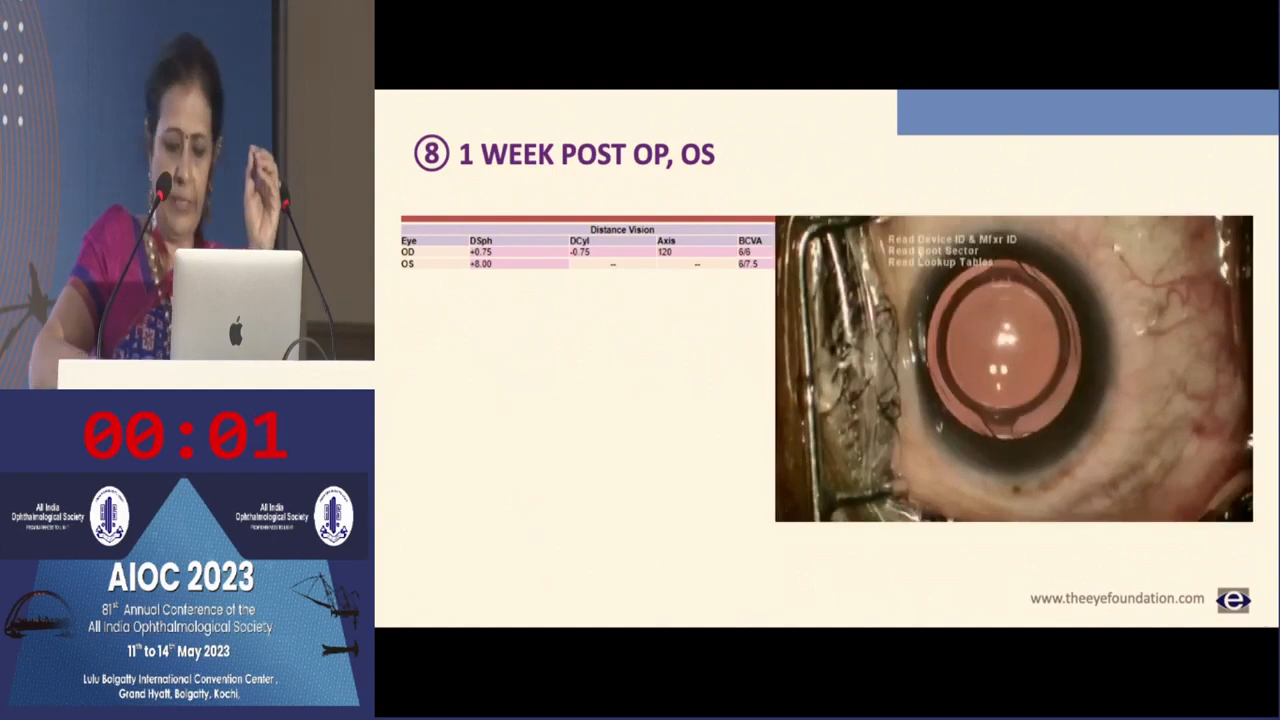 00:01
All India
Ophthalmological Society
All India
Ophthalmological Society
AIOC 2023
81st Annual Conference of the
All India Ophthalmological Society
11th to 14th May 2023
Lulu Bolgatty International Convention Center,
Grand Hyatt, Bolgatty, Kochi,
8 1 WEEK POST OP, OS
Distance Vision
Eye DSph DCyl Axis BCVA
OD +0.75 -0.75 120 6/6
OS +8.00 -- -- 6/7.5
Read Device ID & Mfxr ID
Read Boot Sector
Read Lookup Tables
www.theeyefoundation.com
e